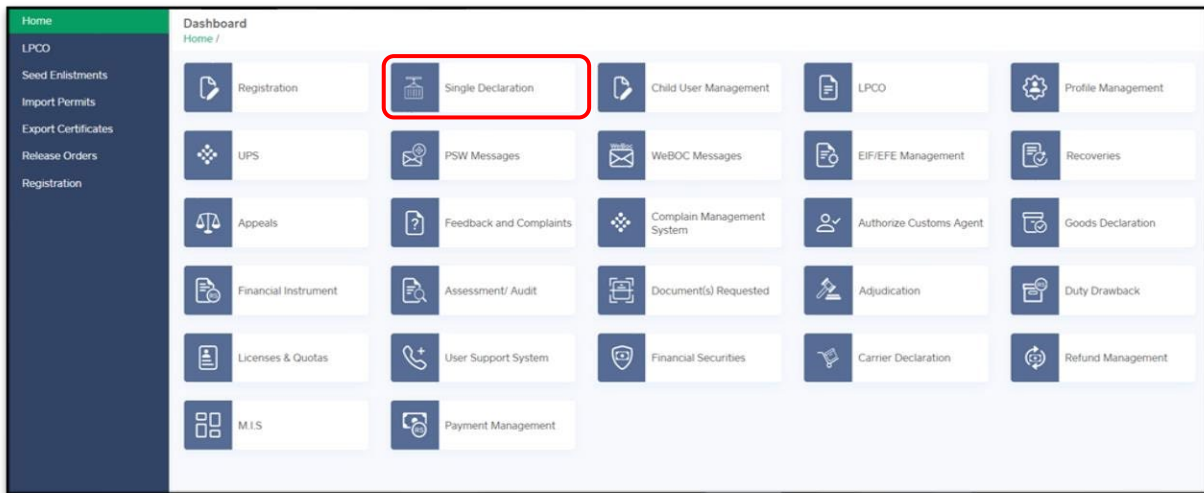 Home
LPCO
Seed Enlistments
Import Permits
Export Certificates
Release Orders
Registration
Dashboard
Home /
Registration
Single Declaration
Child User Management
LPCO
Profile Management
UPS
PSW Messages
WeBOC
WeBOC Messages
EIF/EFE Management
Recoveries
Appeals
Feedback and Complaints
Complain Management
System
Authorize Customs Agent
Goods Declaration
Financial Instrument
Assessment/ Audit
Document(s) Requested
Adjudication
Duty Drawback
Licenses & Quotas
User Support System
Financial Securities
Carrier Declaration
Refund Management
M.I.S
Payment Management